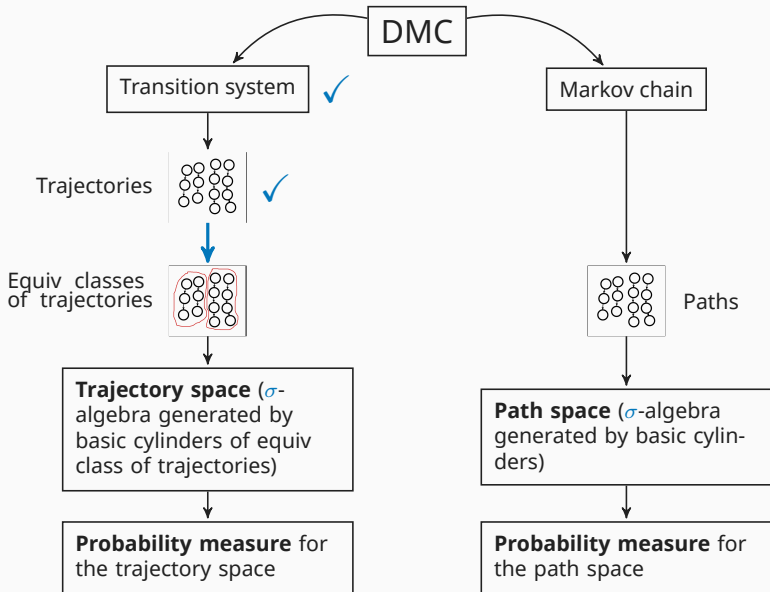 DMC
Transition system
Markov chain
Trajectories
Equiv classes
of trajectories
Paths
Trajectory space (σ-
algebra generated by
basic cylinders of equiv
class of trajectories)
Path space (σ-algebra
generated by basic cylin-
ders)
Probability measure for
the trajectory space
Probability measure for
the path space